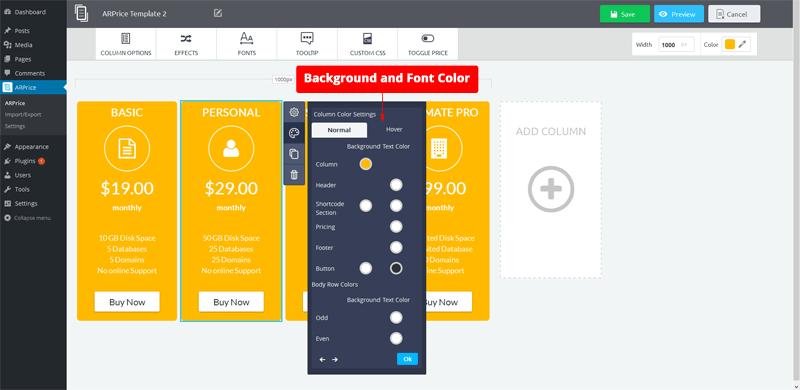 Dashboard
Posts
Media
Pages
Comments
ARPrice
ARPrice
Import/Export
Settings
Appearance
Plugins 1
Users
Tools
Settings
Collapse menu
ARPrice Template 2
Save
Preview
Cancel
COLUMN OPTIONS
EFFECTS
FONTS
TOOLTIP
CUSTOM CSS
TOGGLE PRICE
Width 1000 PX
Color
1000px
Background and Font Color
BASIC
$19.00
monthly
10 GB Disk Space
5 Databases
5 Domains
No online Support
Buy Now
PERSONAL
$29.00
monthly
50 GB Disk Space
25 Databases
25 Domains
No online Support
Buy Now
Column Color Settings
Normal
Hover
Background Text Color
Column
Header
Shortcode
Section
Pricing
Footer
Button
Body Row Colors
Background Text Color
Odd
Even
Ok
MATE PRO
99.00
monthly
ted Disk Space
ited Database
Domains
online Support
Buy Now
ADD COLUMN